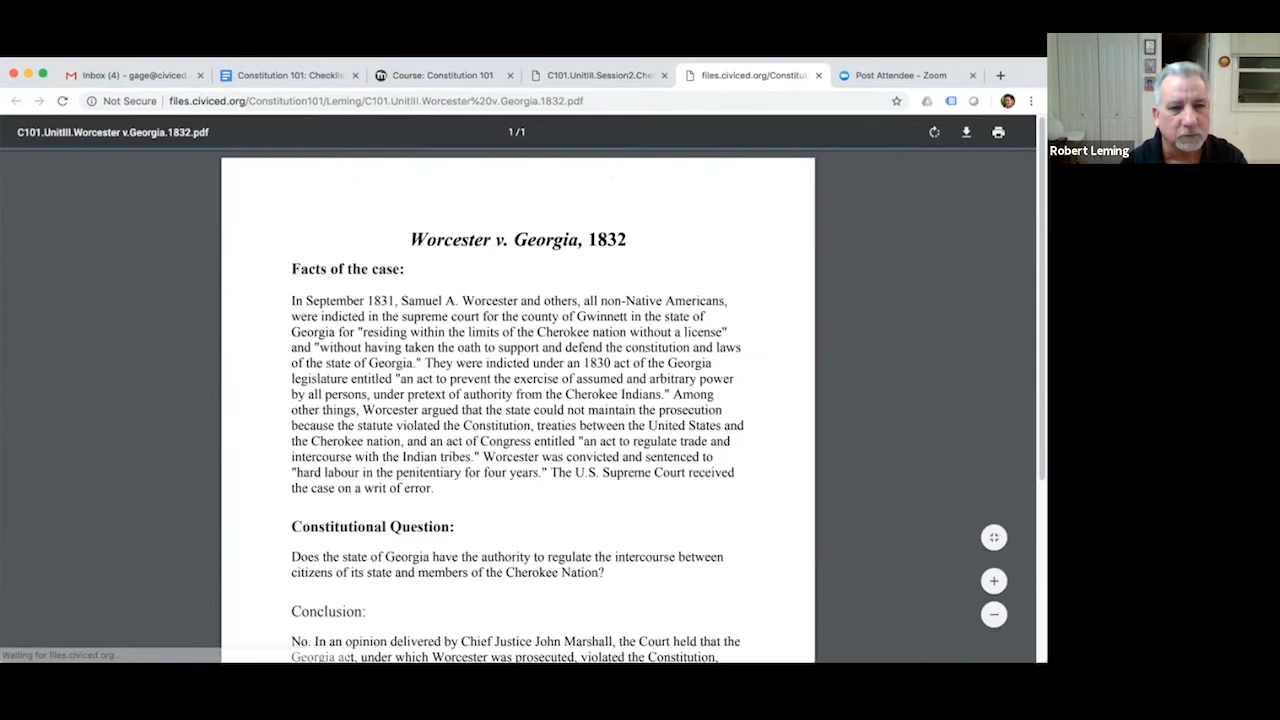 Inbox (4) - gage@civiced
Constitution 101: Checklis
Course: Constitution 101
C101.UnitIII.Session2.Che
files.civiced.org/Constitut
Post Attendee - Zoom
Not Secure
files.civiced.org/Constitution101/Leming/C101.UnitIII.Worcester%20v.Georgia.1832.pdf
C101.UnitIII.Worcester v.Georgia.1832.pdf
1/1
Robert Leming
Worcester v. Georgia, 1832
Facts of the case:
In September 1831, Samuel A. Worcester and others, all non-Native Americans,
were indicted in the supreme court for the county of Gwinnett in the state of
Georgia for "residing within the limits of the Cherokee nation without a license"
and "without having taken the oath to support and defend the constitution and laws
of the state of Georgia." They were indicted under an 1830 act of the Georgia
legislature entitled "an act to prevent the exercise of assumed and arbitrary power
by all persons, under pretext of authority from the Cherokee Indians." Among
other things, Worcester argued that the state could not maintain the prosecution
because the statute violated the Constitution, treaties between the United States and
the Cherokee nation, and an act of Congress entitled "an act to regulate trade and
intercourse with the Indian tribes." Worcester was convicted and sentenced to
"hard labour in the penitentiary for four years." The U.S. Supreme Court received
the case on a writ of error.
Constitutional Question:
Does the state of Georgia have the authority to regulate the intercourse between
citizens of its state and members of the Cherokee Nation?
Conclusion:
No. In an opinion delivered by Chief Justice John Marshall, the Court held that the
Georgia act, under which Worcester was prosecuted, violated the Constitution,
Waiting for files.civiced.org...